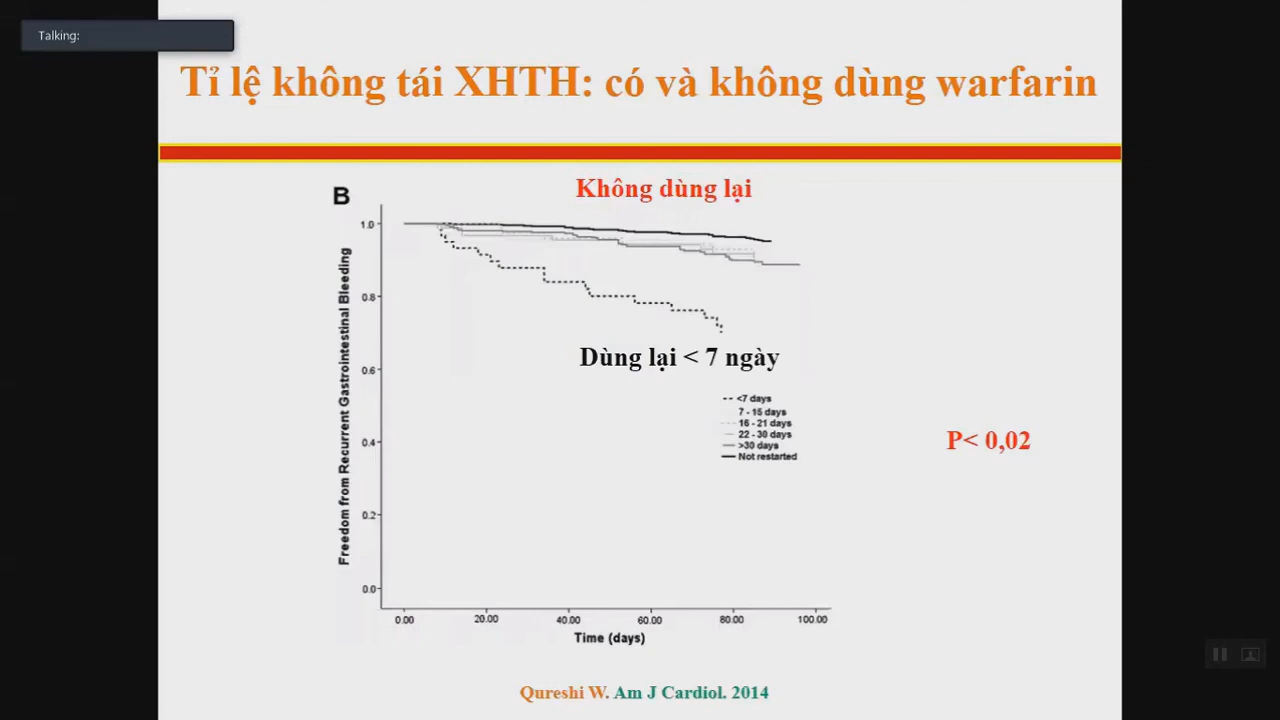 Talking:
Tỉ lệ không tái XHTH: có và không dùng warfarin
Không dùng lại
B
Freedom from Recurrent Gastrointestinal Bleeding
1.0
0.8
0.6
0.4
0.2
0.0
Dùng lại < 7 ngày
<7 days
7 - 15 days
16 - 21 days
22 - 30 days
>30 days
Not restarted
P< 0,02
0.00 20.00 40.00 60.00 80.00 100.00
Time (days)
Qureshi W. Am J Cardiol. 2014